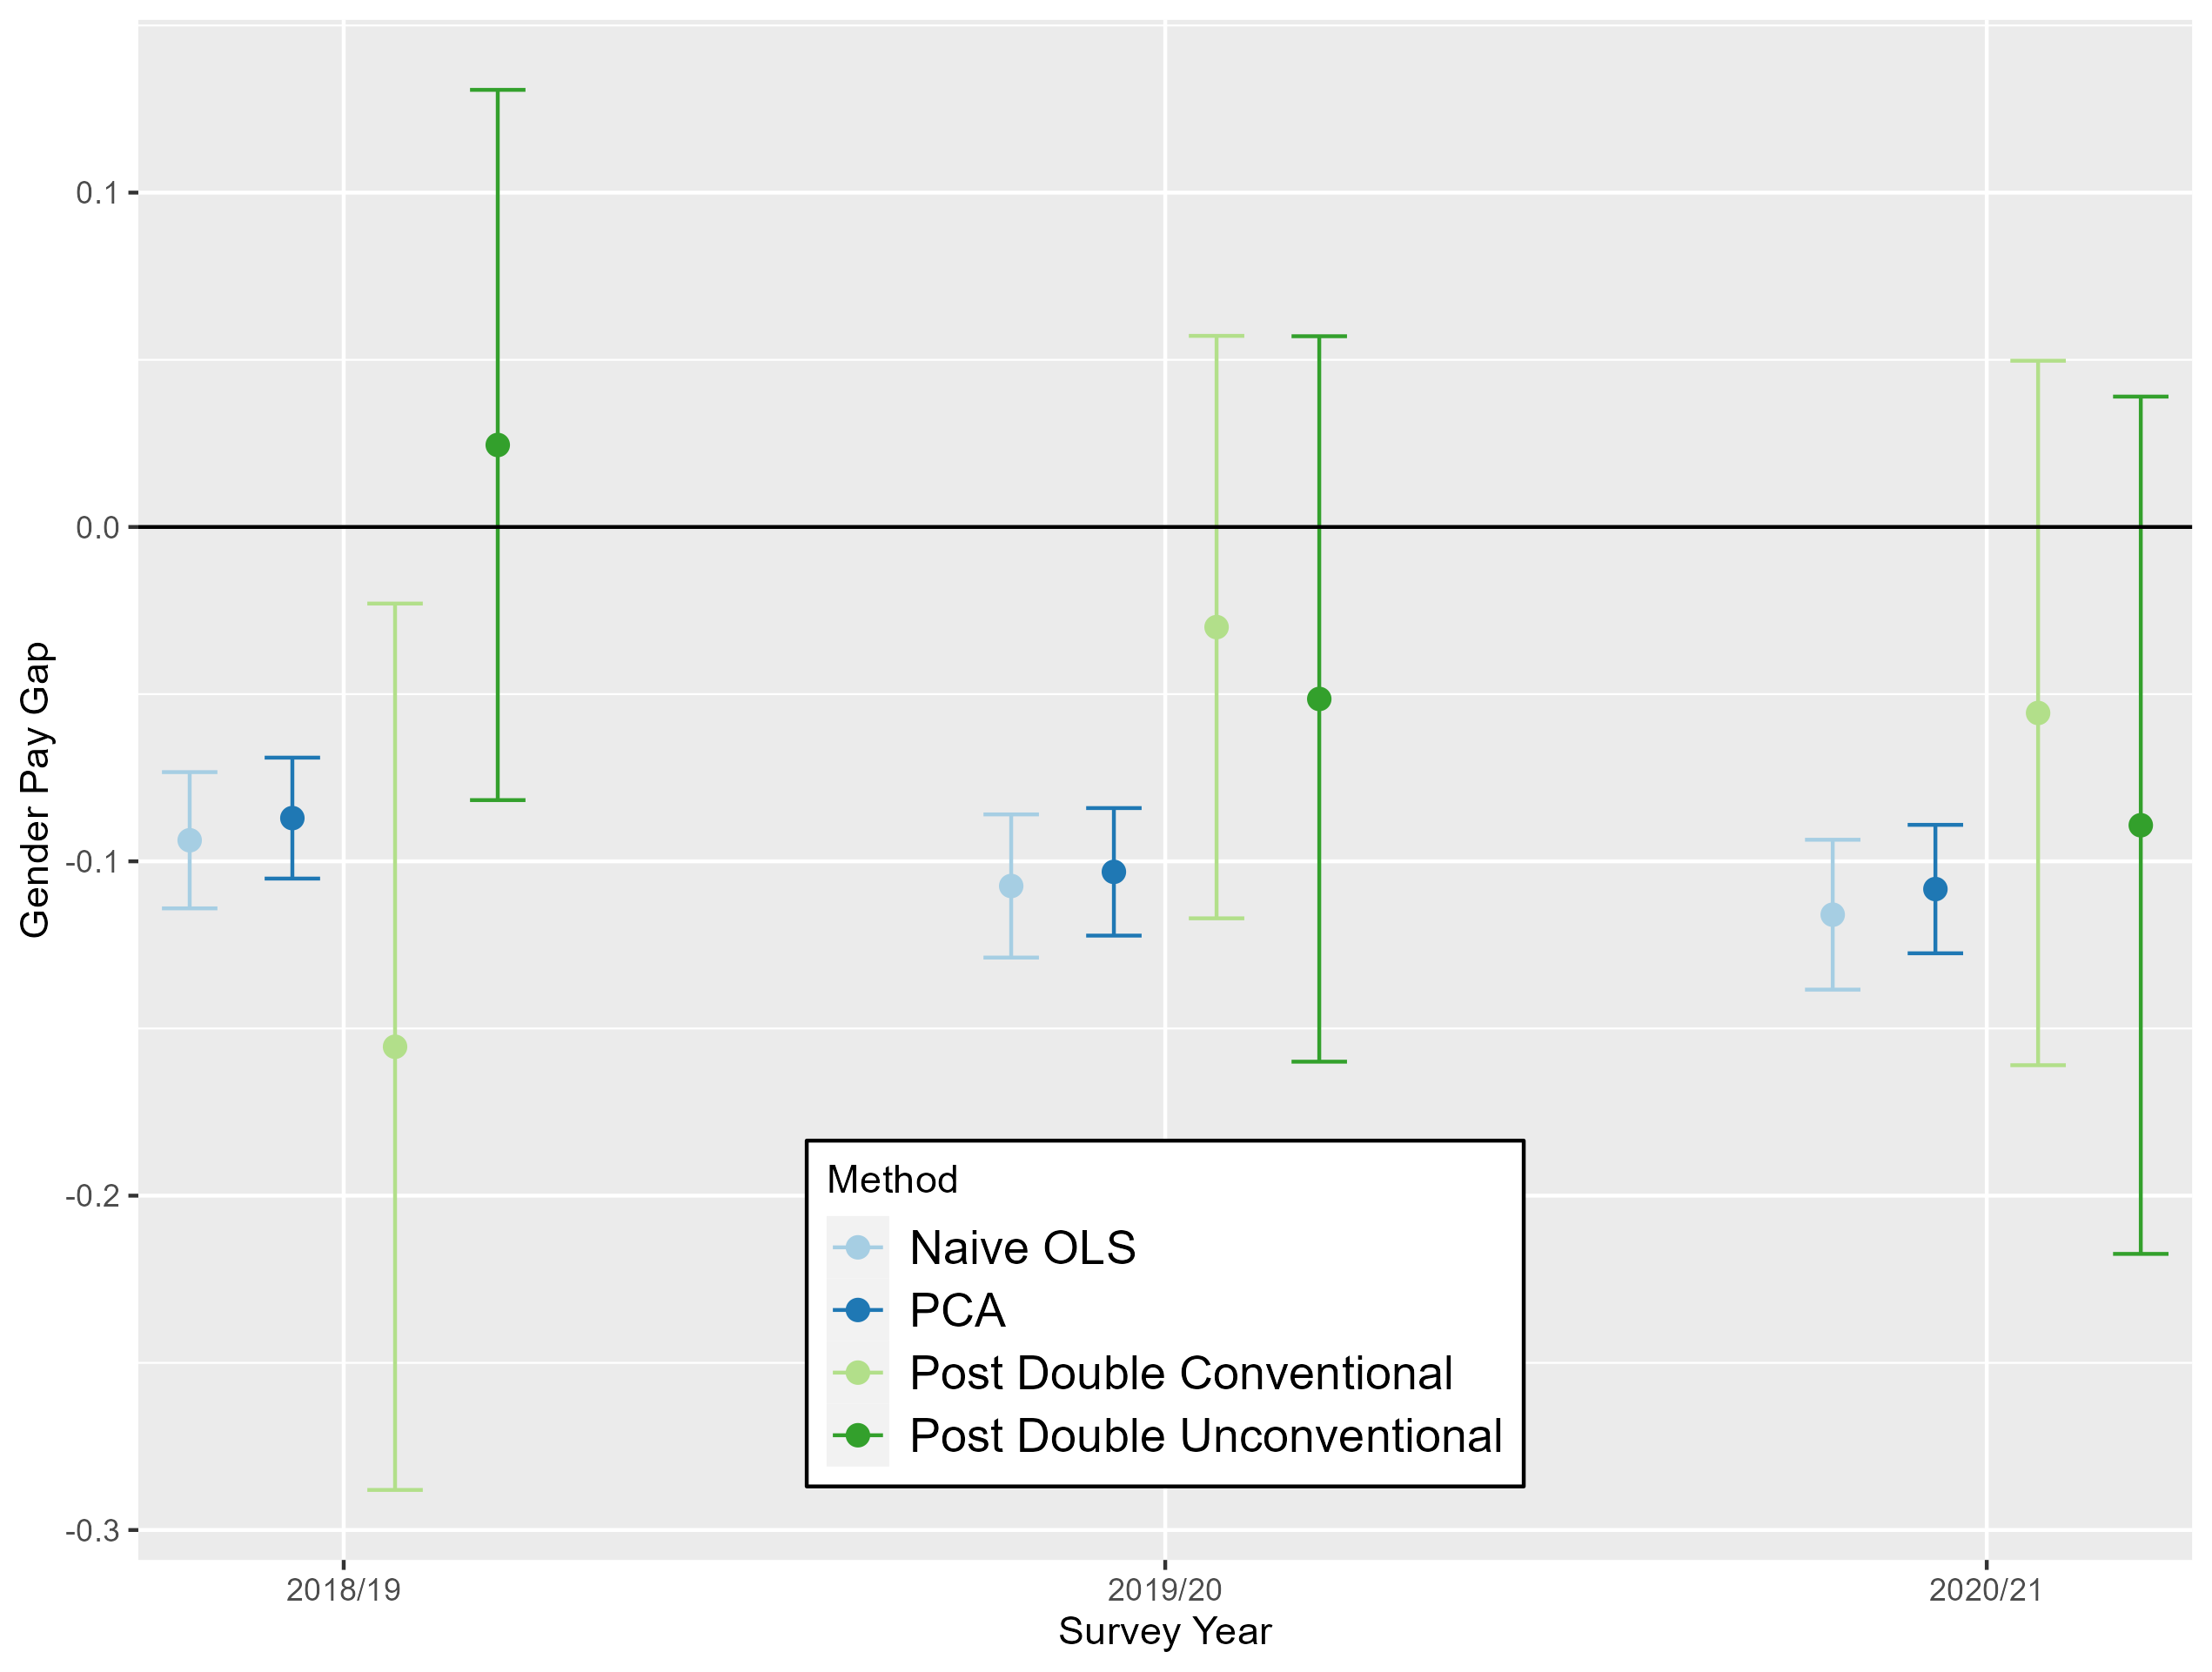 Gender Pay Gap
0.1
0.0
-0.1
-0.2
-0.3
Method
Naive OLS
PCA
Post Double Conventional
Post Double Unconventional
2018/19
2019/20
2020/21
Survey Year